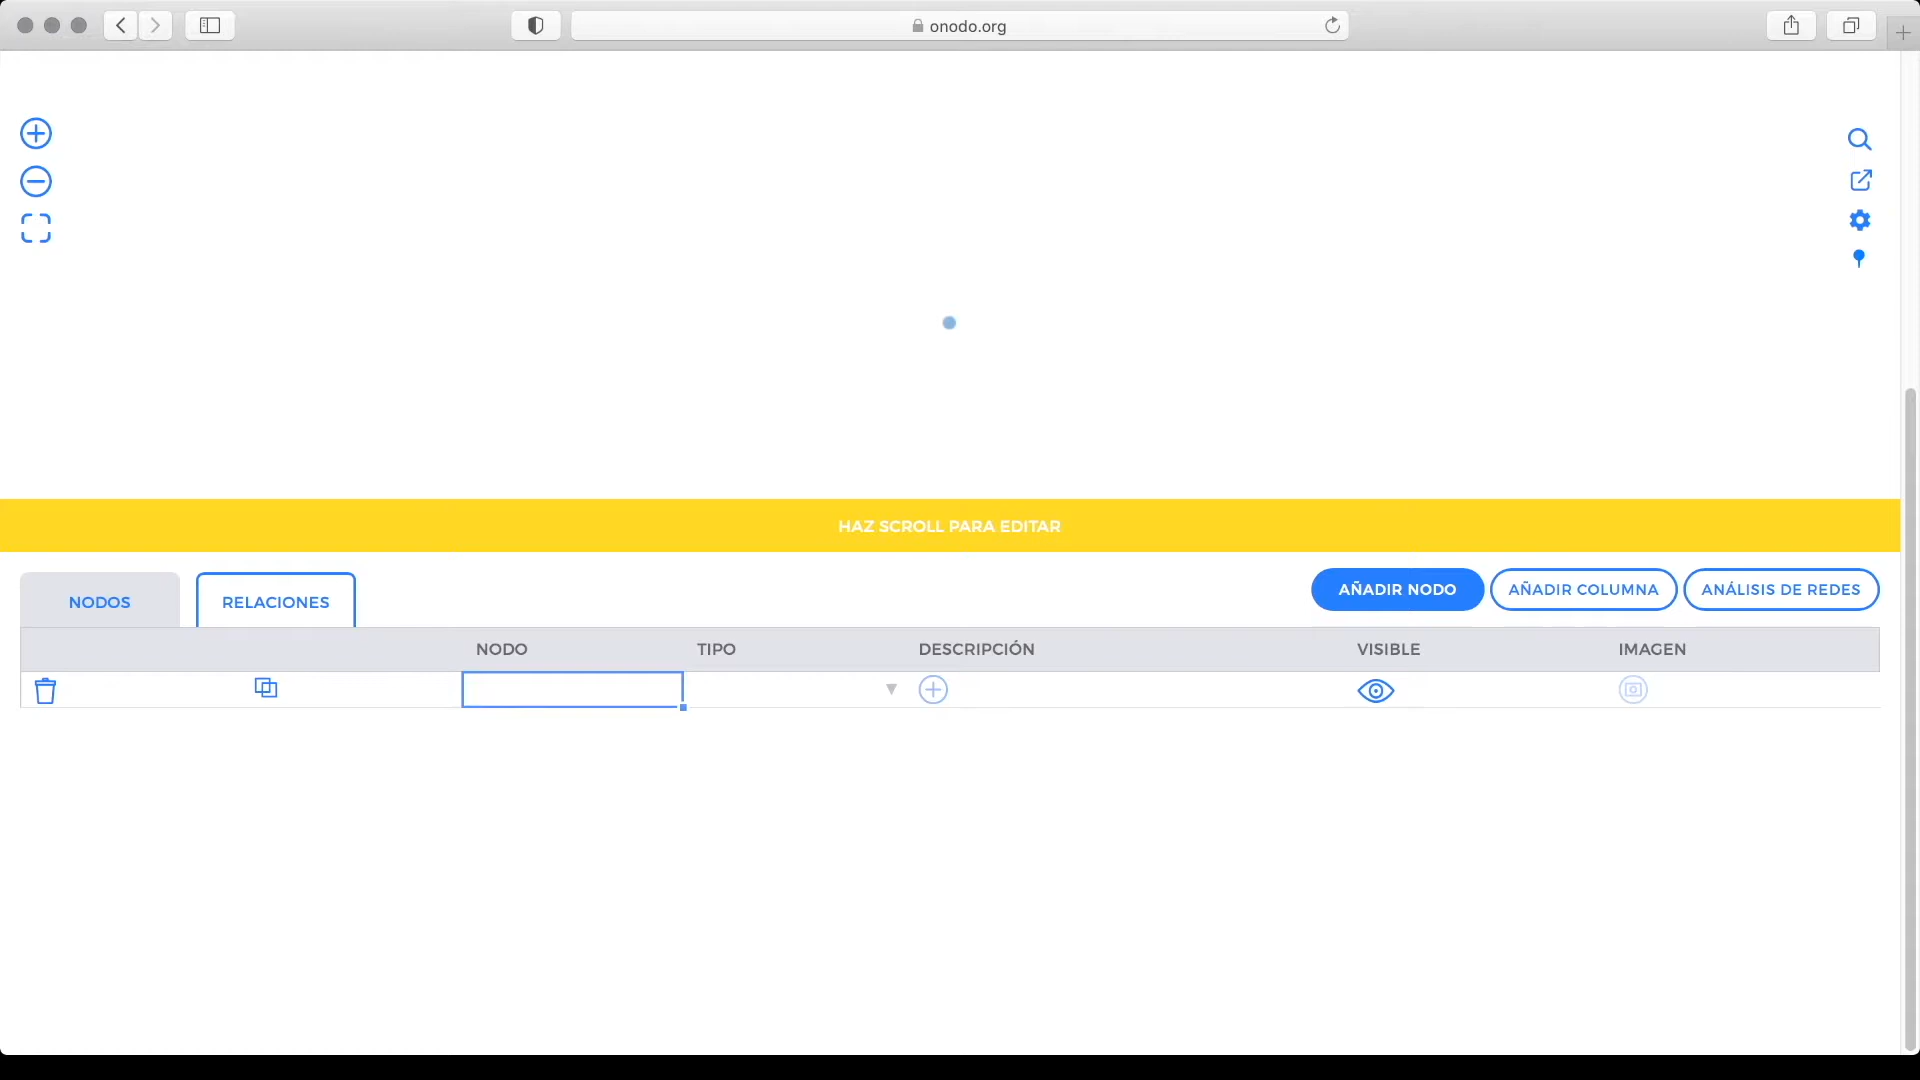 onodo.org
HAZ SCROLL PARA EDITAR
NODOS
RELACIONES
AÑADIR NODO
AÑADIR COLUMNA
ANÁLISIS DE REDES
NODO
TIPO
DESCRIPCIÓN
VISIBLE
IMAGEN